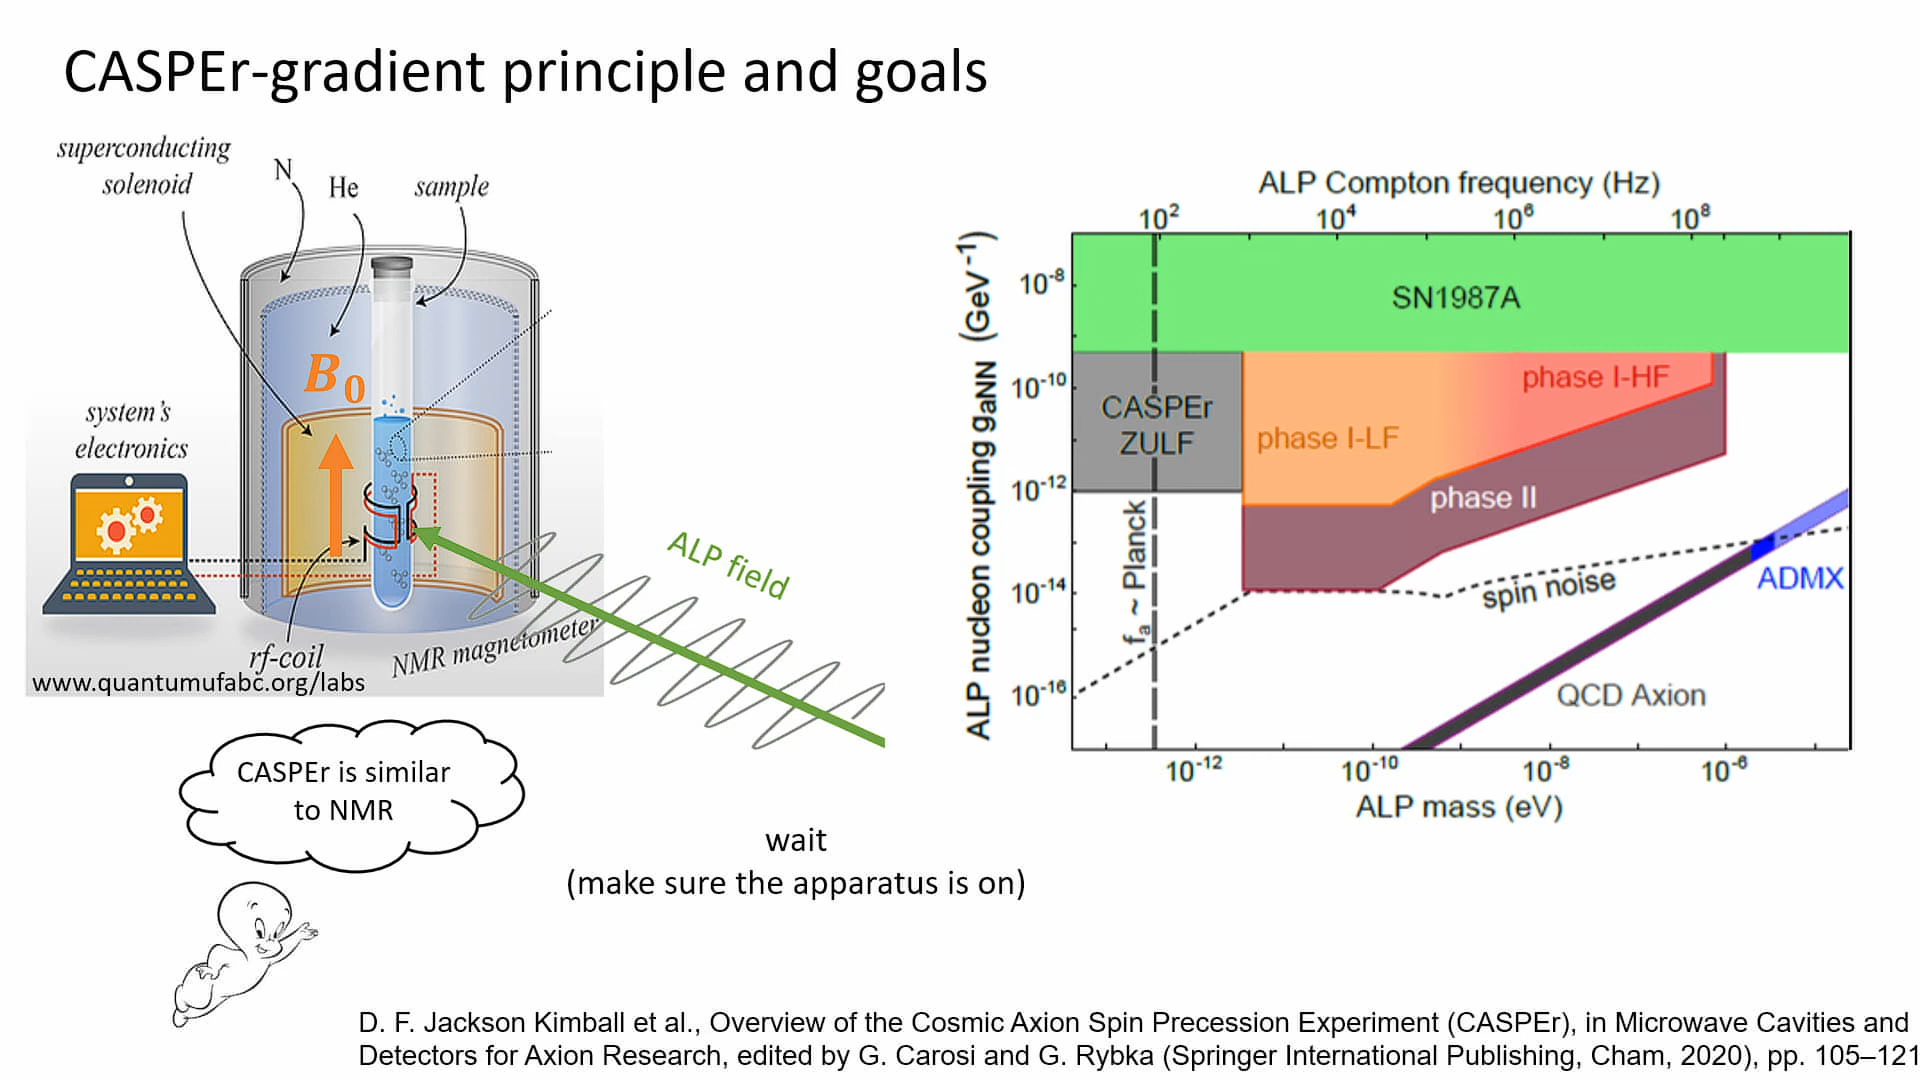 CASPEr-gradient principle and goals
superconducting
solenoid
N
He
sample
B0
system's
electronics
rf-coil
NMR magnetometer
www.quantumufabc.org/labs
ALP field
CASPEr is similar
to NMR
wait
(make sure the apparatus is on)
ALP Compton frequency (Hz)
10² 10⁴ 10⁶ 10⁸
ALP nucleon coupling gaNN (GeV⁻¹)
10⁻⁸
10⁻¹⁰
10⁻¹²
10⁻¹⁴
10⁻¹⁶
SN1987A
CASPEr
ZULF
phase I-LF
phase I-HF
phase II
fa ~ Planck
spin noise
ADMX
QCD Axion
10⁻¹² 10⁻¹⁰ 10⁻⁸ 10⁻⁶
ALP mass (eV)
D. F. Jackson Kimball et al., Overview of the Cosmic Axion Spin Precession Experiment (CASPEr), in Microwave Cavities and
Detectors for Axion Research, edited by G. Carosi and G. Rybka (Springer International Publishing, Cham, 2020), pp. 105–121